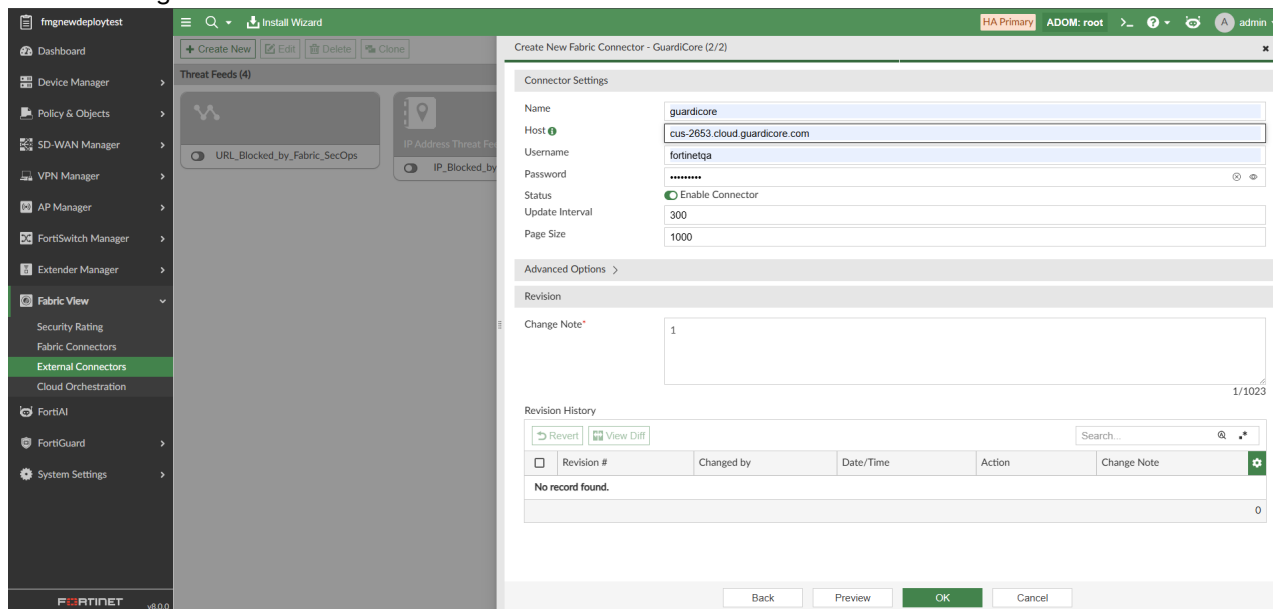 fmgnewdeploytest
Install Wizard
HA Primary
ADOM: root
>_
A
admin
Dashboard
Device Manager
Policy & Objects
SD-WAN Manager
VPN Manager
AP Manager
FortiSwitch Manager
Extender Manager
Fabric View
Security Rating
Fabric Connectors
External Connectors
Cloud Orchestration
FortiAI
FortiGuard
System Settings
FORTINET v8.0.0
+ Create New Edit Delete Clone
Threat Feeds (4)
URL_Blocked_by_Fabric_SecOps
IP Address Threat Fee
IP_Blocked_by
Create New Fabric Connector - GuardiCore (2/2)
Connector Settings
Name guardicore
Host cus-2653.cloud.guardicore.com
Username fortinetqa
Password •••••••••
Status Enable Connector
Update Interval 300
Page Size 1000
Advanced Options >
Revision
Change Note* 1
1/1023
Revision History
Revert View Diff Search...
Revision # Changed by Date/Time Action Change Note
No record found.
0
Back Preview OK Cancel